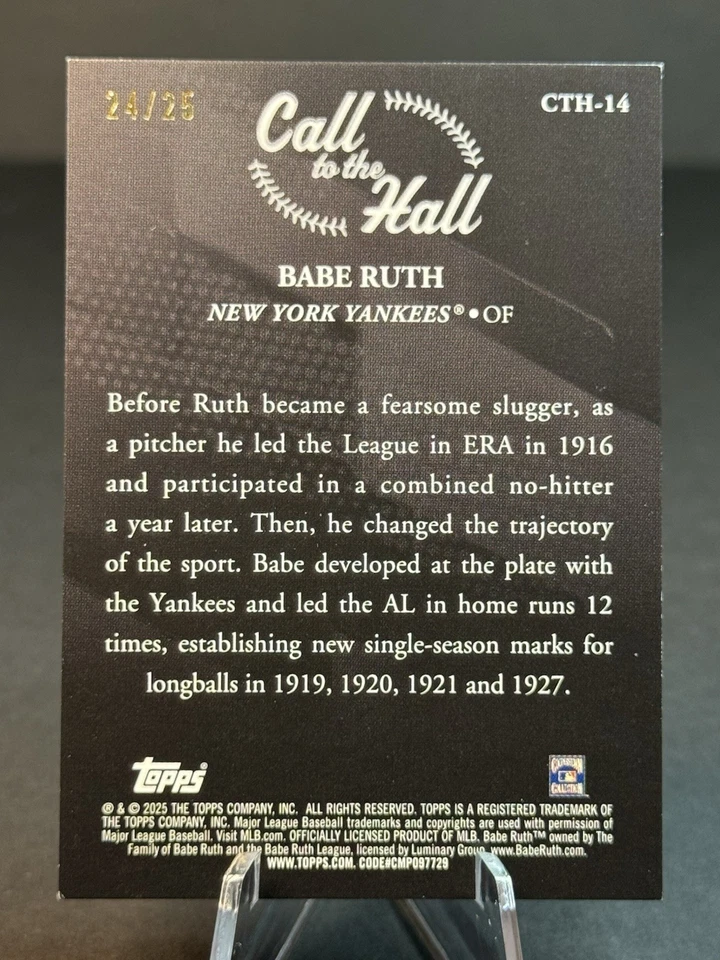 24/25
CTH-14
Call
to the
Hall
BABE RUTH
NEW YORK YANKEES® • OF
Before Ruth became a fearsome slugger, as
a pitcher he led the League in ERA in 1916
and participated in a combined no-hitter
a year later. Then, he changed the trajectory
of the sport. Babe developed at the plate with
the Yankees and led the AL in home runs 12
times, establishing new single-season marks for
longballs in 1919, 1920, 1921 and 1927.
Topps®
COOPERSTOWN
COLLECTION
® & © 2025 THE TOPPS COMPANY, INC. ALL RIGHTS RESERVED. TOPPS IS A REGISTERED TRADEMARK OF
THE TOPPS COMPANY, INC. Major League Baseball trademarks and copyrights are used with permission of
Major League Baseball. Visit MLB.com. OFFICIALLY LICENSED PRODUCT OF MLB. Babe Ruth™ owned by The
Family of Babe Ruth and the Babe Ruth League, licensed by Luminary Group, www.BabeRuth.com.
WWW.TOPPS.COM. CODE#CMP097729